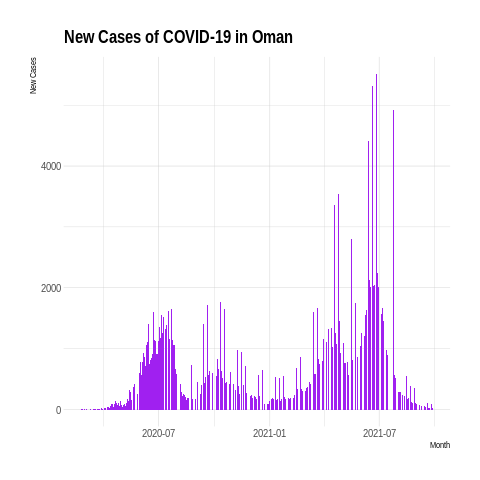 New Cases of COVID-19 in Oman
New Cases
4000
2000
0
2020-07
2021-01
2021-07
Month